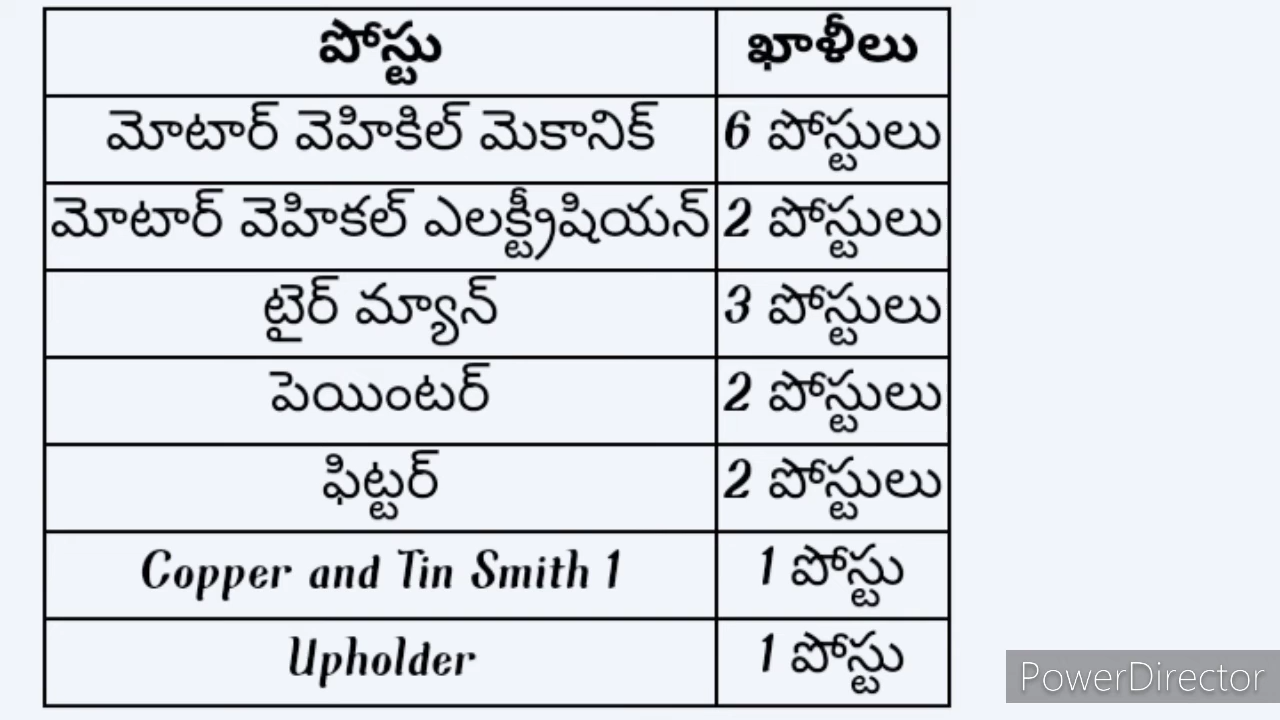 పోస్టు ఖాళీలు
మోటార్ వెహికిల్ మెకానిక్ 6 పోస్టులు
మోటార్ వెహికల్ ఎలక్ట్రీషియన్ 2 పోస్టులు
టైర్ మ్యాన్ 3 పోస్టులు
పెయింటర్ 2 పోస్టులు
ఫిట్టర్ 2 పోస్టులు
Copper and Tin Smith 1 1 పోస్టు
Upholder 1 పోస్టు
PowerDirector